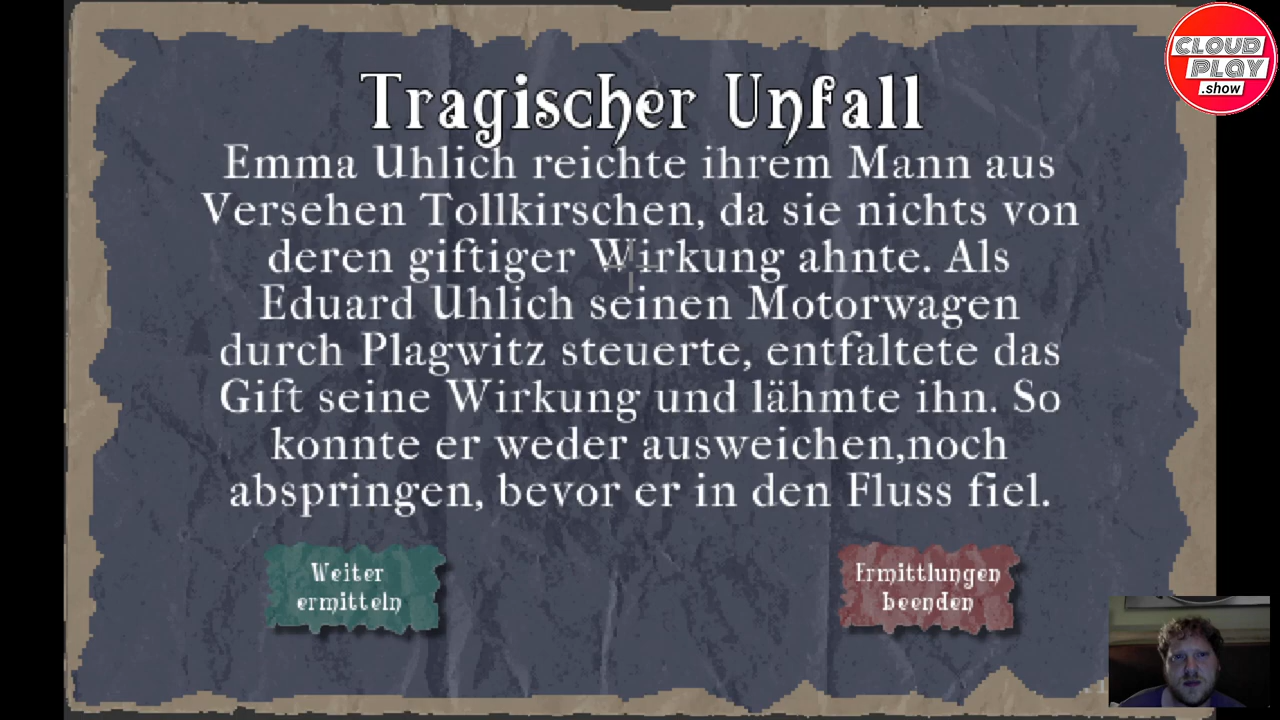 CLOUD
PLAY
.show
Tragischer Unfall
Emma Uhlich reichte ihrem Mann aus
Versehen Tollkirschen, da sie nichts von
deren giftiger Wirkung ahnte. Als
Eduard Uhlich seinen Motorwagen
durch Plagwitz steuerte, entfaltete das
Gift seine Wirkung und lähmte ihn. So
konnte er weder ausweichen,noch
abspringen, bevor er in den Fluss fiel.
Weiter
ermitteln
Ermittlungen
beenden